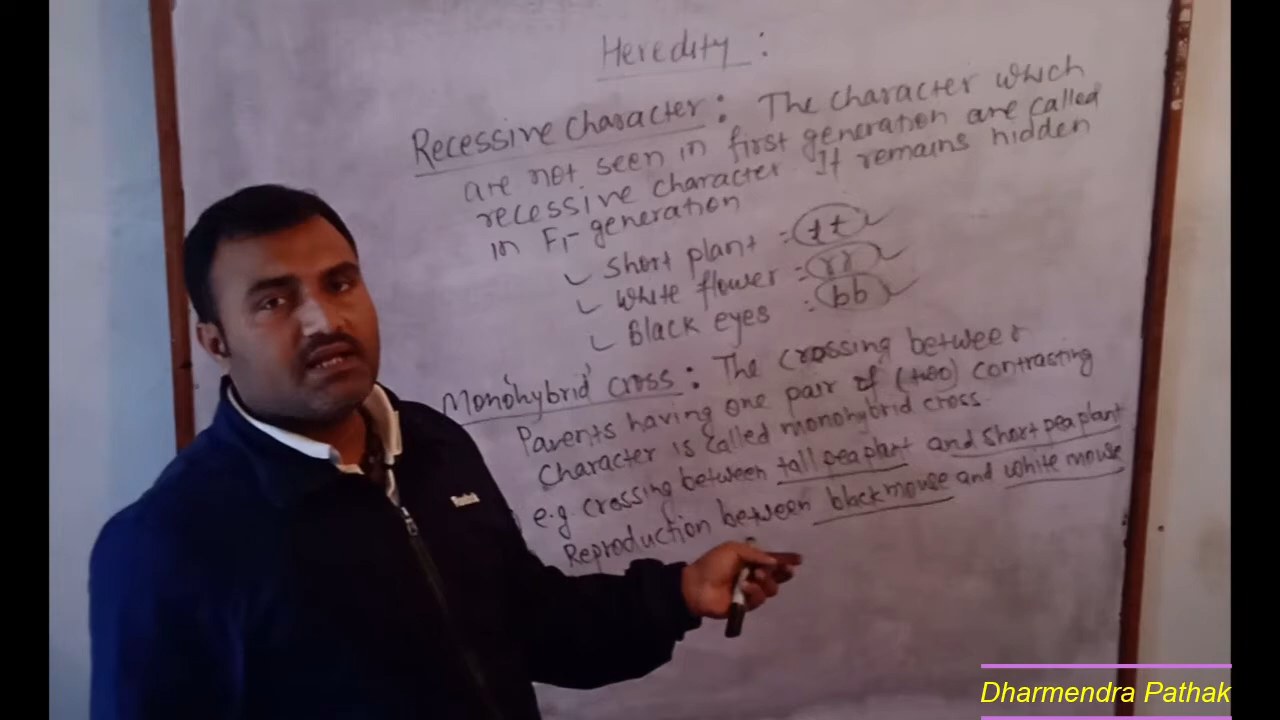 Heredity :
Recessive Character : The character which
are not seen in first generation are called
recessive character. It remains hidden
in F1- generation
Short plant = tt
White flower = rr
Black eyes : bb
Monohybrid cross : The crossing between
Parents having one pair of (two) contrasting
Character is called monohybrid cross.
e.g crossing between tall pea plant and short pea plant
Reproduction between black mouse and white mouse
Reebok
Dharmendra Pathak